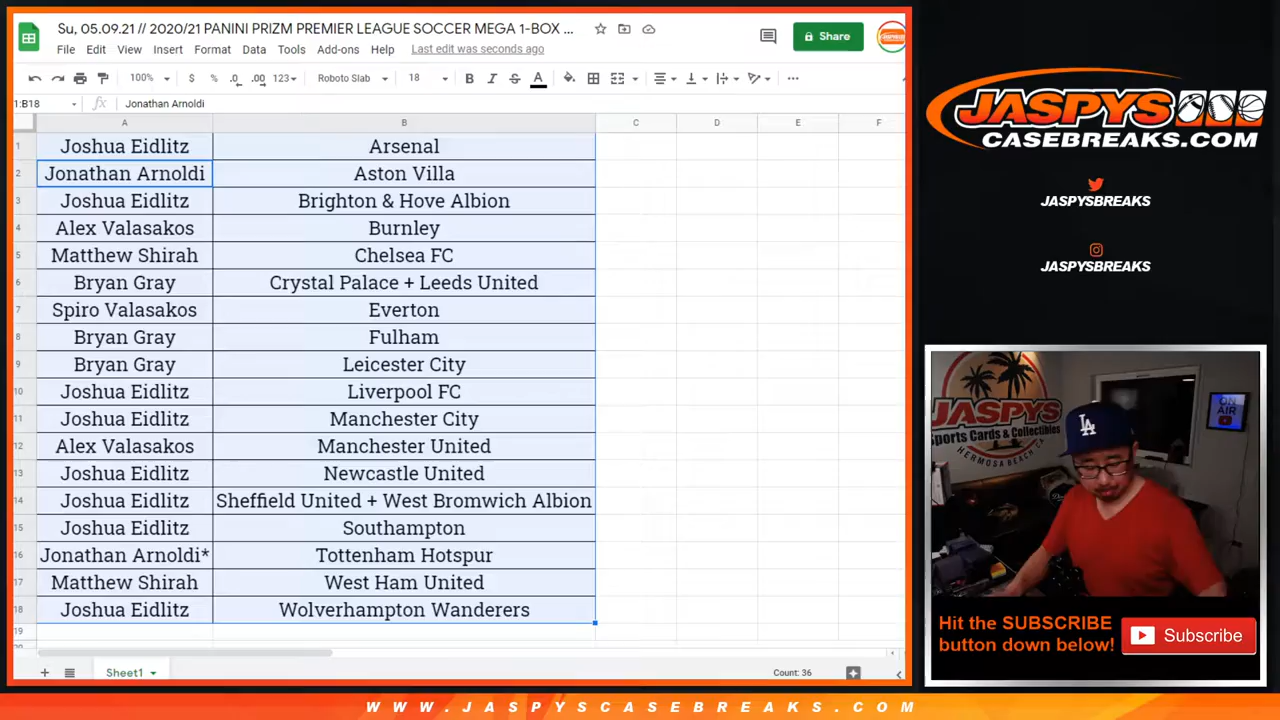 Su, 05.09.21 // 2020/21 PANINI PRIZM PREMIER LEAGUE SOCCER MEGA 1-BOX ...
File Edit View Insert Format Data Tools Add-ons Help Last edit was seconds ago
Share
100% $ % .0 .00 123 Roboto Slab 18 B I S A
1:B18 fx Jonathan Arnoldi
A B C D E F
1 Joshua Eidlitz Arsenal
2 Jonathan Arnoldi Aston Villa
3 Joshua Eidlitz Brighton & Hove Albion
4 Alex Valasakos Burnley
5 Matthew Shirah Chelsea FC
6 Bryan Gray Crystal Palace + Leeds United
7 Spiro Valasakos Everton
8 Bryan Gray Fulham
9 Bryan Gray Leicester City
10 Joshua Eidlitz Liverpool FC
11 Joshua Eidlitz Manchester City
12 Alex Valasakos Manchester United
13 Joshua Eidlitz Newcastle United
14 Joshua Eidlitz Sheffield United + West Bromwich Albion
15 Joshua Eidlitz Southampton
16 Jonathan Arnoldi* Tottenham Hotspur
17 Matthew Shirah West Ham United
18 Joshua Eidlitz Wolverhampton Wanderers
19
Sheet1
Count: 36
JASPYS
CASEBREAKS.COM
JASPYSBREAKS
JASPYSBREAKS
JASPYS
Sports Cards & Collectibles
HERMOSA BEACH CA
ON
AIR
LA
Hit the SUBSCRIBE
button down below!
Subscribe
WWW.JASPYSCASEBREAKS.COM